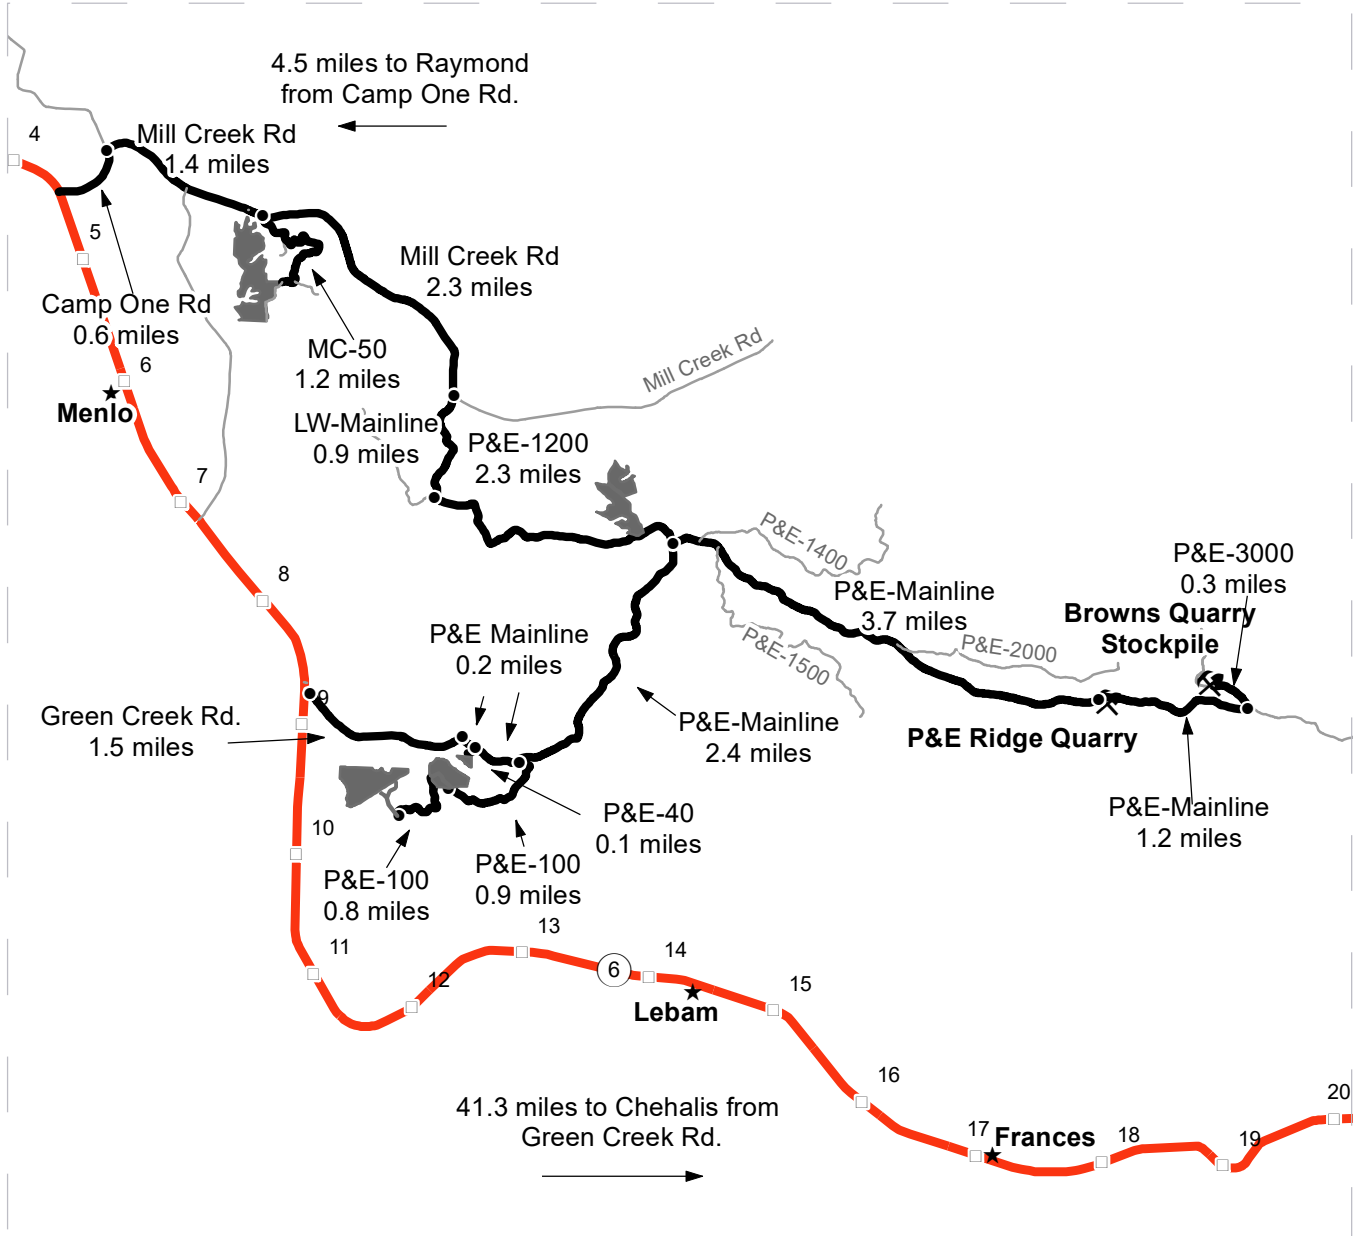 4.5 miles to Raymond
from Camp One Rd.
4
Mill Creek Rd
1.4 miles
5
Mill Creek Rd
2.3 miles
Camp One Rd
0.6 miles
6
MC-50
1.2 miles
Mill Creek Rd
Menlo
LW-Mainline
0.9 miles
P&E-1200
2.3 miles
7
P&E-1400
P&E-3000
0.3 miles
8
P&E-Mainline
3.7 miles
Browns Quarry
Stockpile
P&E Mainline
0.2 miles
P&E-1500
P&E-2000
9
Green Creek Rd.
1.5 miles
P&E-Mainline
2.4 miles
P&E Ridge Quarry
P&E-40
0.1 miles
P&E-Mainline
1.2 miles
10
P&E-100
0.8 miles
P&E-100
0.9 miles
11
12
13
6
14
15
Lebam
16
41.3 miles to Chehalis from
Green Creek Rd.
17
Frances
18
19
20